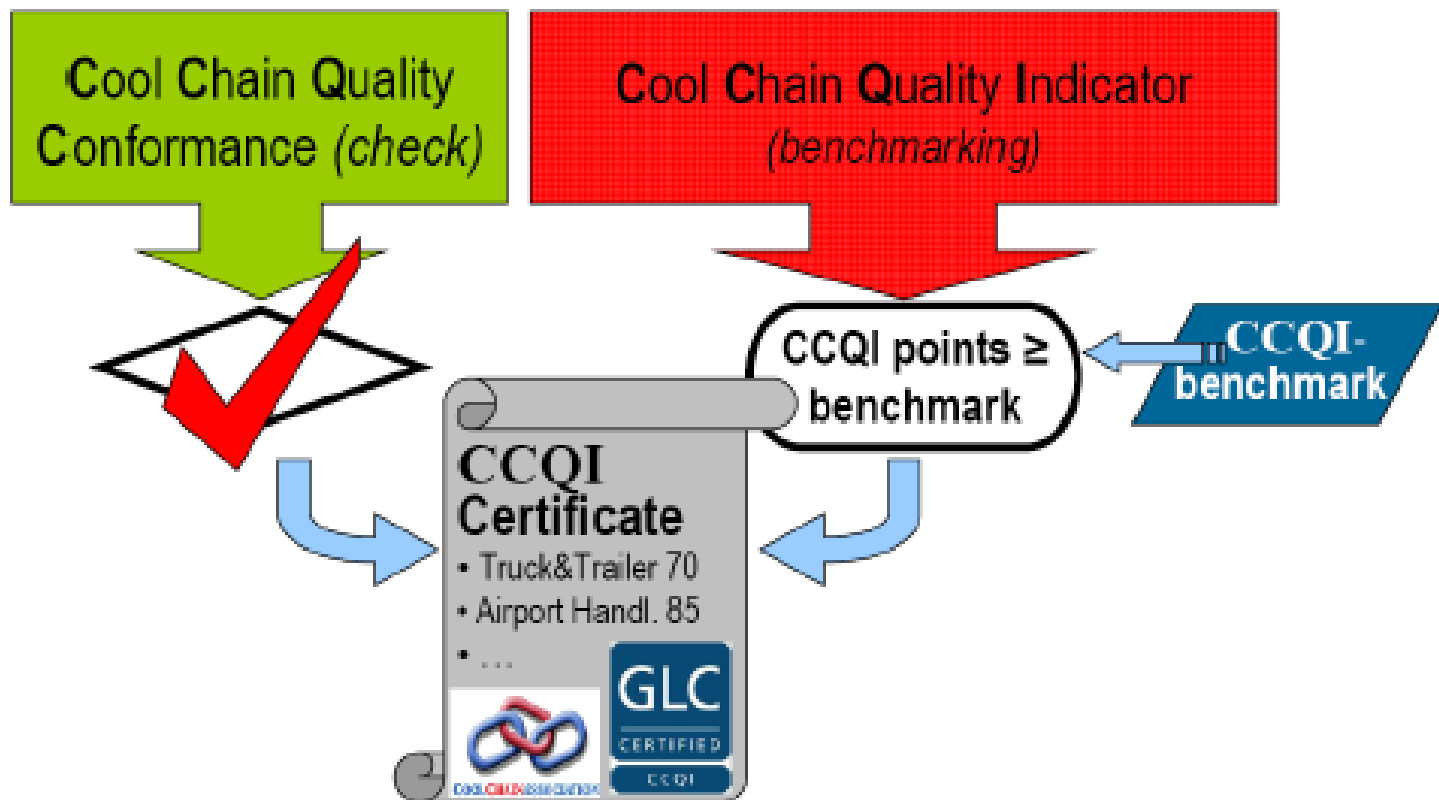 Cool Chain Quality
Conformance (check)
Cool Chain Quality Indicator
(benchmarking)
CCQI points ≥
benchmark
CCQI-
benchmark
CCQI
Certificate
• Truck&Trailer 70
• Airport Handl. 85
• ...
GLC
CERTIFIED
CCQI
COOLCHAINASSOCIATION